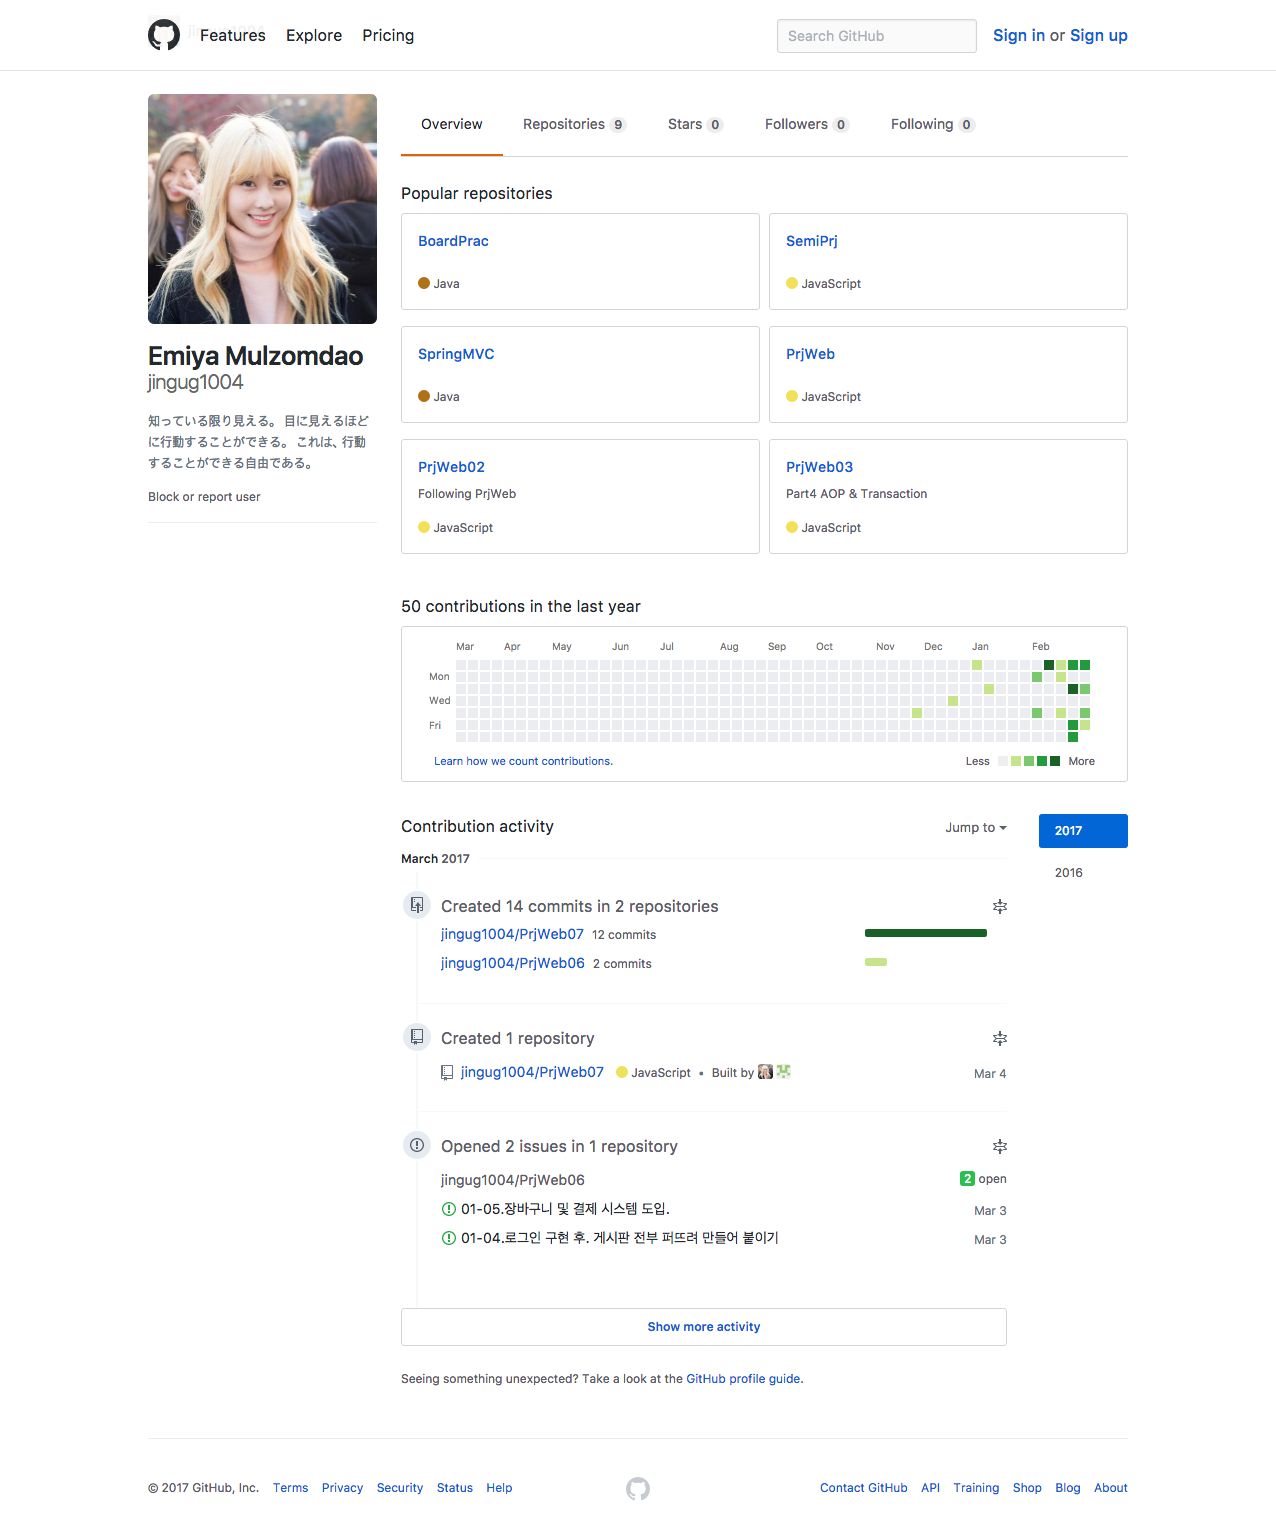 Features Explore Pricing
Search GitHub
Sign in or Sign up
Overview
Repositories 9
Stars 0
Followers 0
Following 0
Emiya Mulzomdao
jingug1004
知っている限り見える。 目に見えるほど
に行動することができる。 これは、行動
することができる自由である。
Block or report user
Popular repositories
BoardPrac
Java
SemiPrj
JavaScript
SpringMVC
Java
PrjWeb
JavaScript
PrjWeb02
Following PrjWeb
JavaScript
PrjWeb03
Part4 AOP & Transaction
JavaScript
50 contributions in the last year
Mar Apr May Jun Jul Aug Sep Oct Nov Dec Jan Feb
Mon
Wed
Fri
Learn how we count contributions.
Less More
Contribution activity
Jump to
2017
2016
March 2017
Created 14 commits in 2 repositories
jingug1004/PrjWeb07 12 commits
jingug1004/PrjWeb06 2 commits
Created 1 repository
jingug1004/PrjWeb07 JavaScript • Built by Mar 4
Opened 2 issues in 1 repository
jingug1004/PrjWeb06 2 open
01-05.장바구니 및 결제 시스템 도입. Mar 3
01-04.로그인 구현 후. 게시판 전부 퍼뜨려 만들어 붙이기 Mar 3
Show more activity
Seeing something unexpected? Take a look at the GitHub profile guide.
© 2017 GitHub, Inc. Terms Privacy Security Status Help
Contact GitHub API Training Shop Blog About